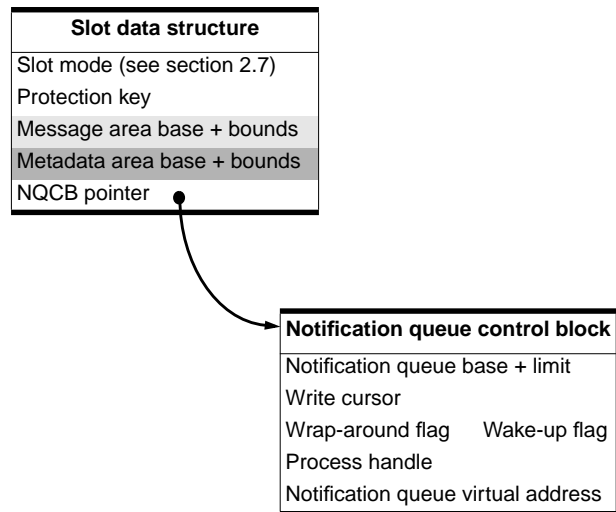 Slot data structure
Slot mode (see section 2.7)
Protection key
Message area base + bounds
Metadata area base + bounds
NQCB pointer
Notification queue control block
Notification queue base + limit
Write cursor
Wrap-around flag Wake-up flag
Process handle
Notification queue virtual address